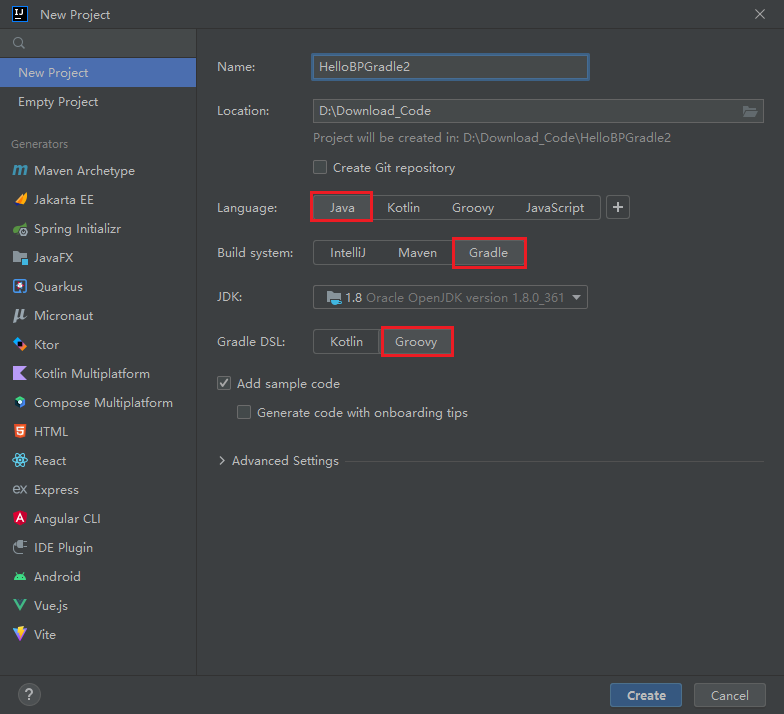 New Project
New Project
Empty Project
Generators
Maven Archetype
Jakarta EE
Spring Initializr
JavaFX
Quarkus
Micronaut
Ktor
Kotlin Multiplatform
Compose Multiplatform
HTML
React
Express
Angular CLI
IDE Plugin
Android
Vue.js
Vite
Name: HelloBPGradle2
Location: D:\Download_Code
Project will be created in: D:\Download_Code\HelloBPGradle2
Create Git repository
Language: Java Kotlin Groovy JavaScript +
Build system: IntelliJ Maven Gradle
JDK: 1.8 Oracle OpenJDK version 1.8.0_361
Gradle DSL: Kotlin Groovy
Add sample code
Generate code with onboarding tips
Advanced Settings
? Create Cancel